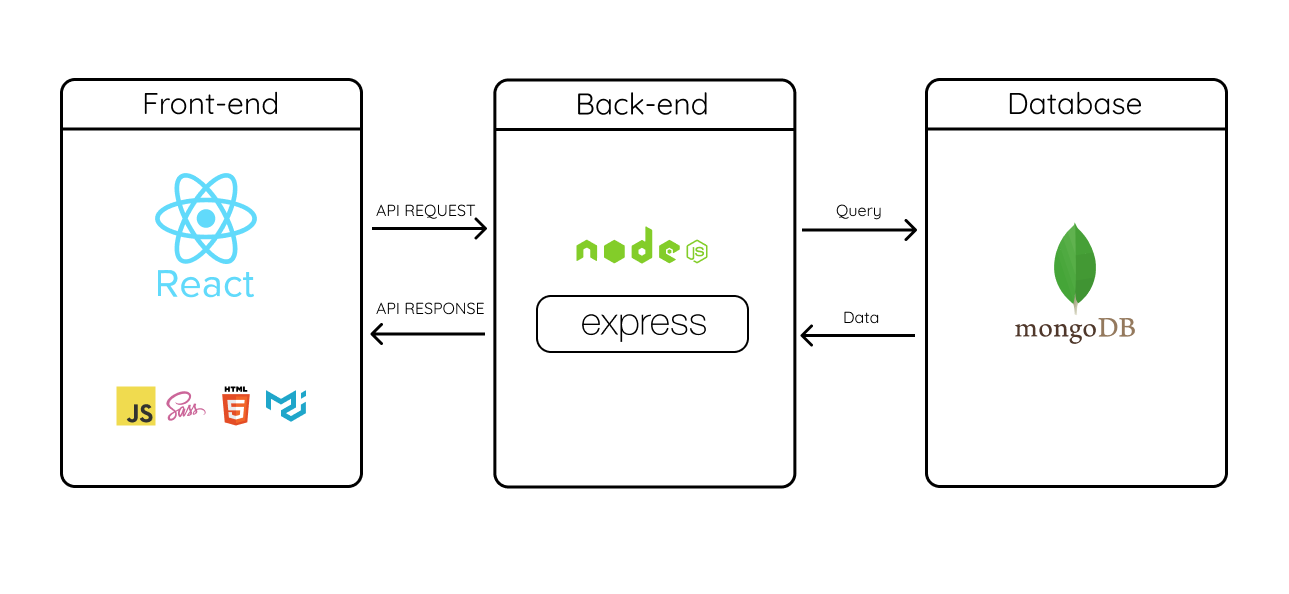 Front-end
React
JS
Sass
HTML
5
API REQUEST
API RESPONSE
Back-end
node
JS
express
Query
Data
Database
mongoDB